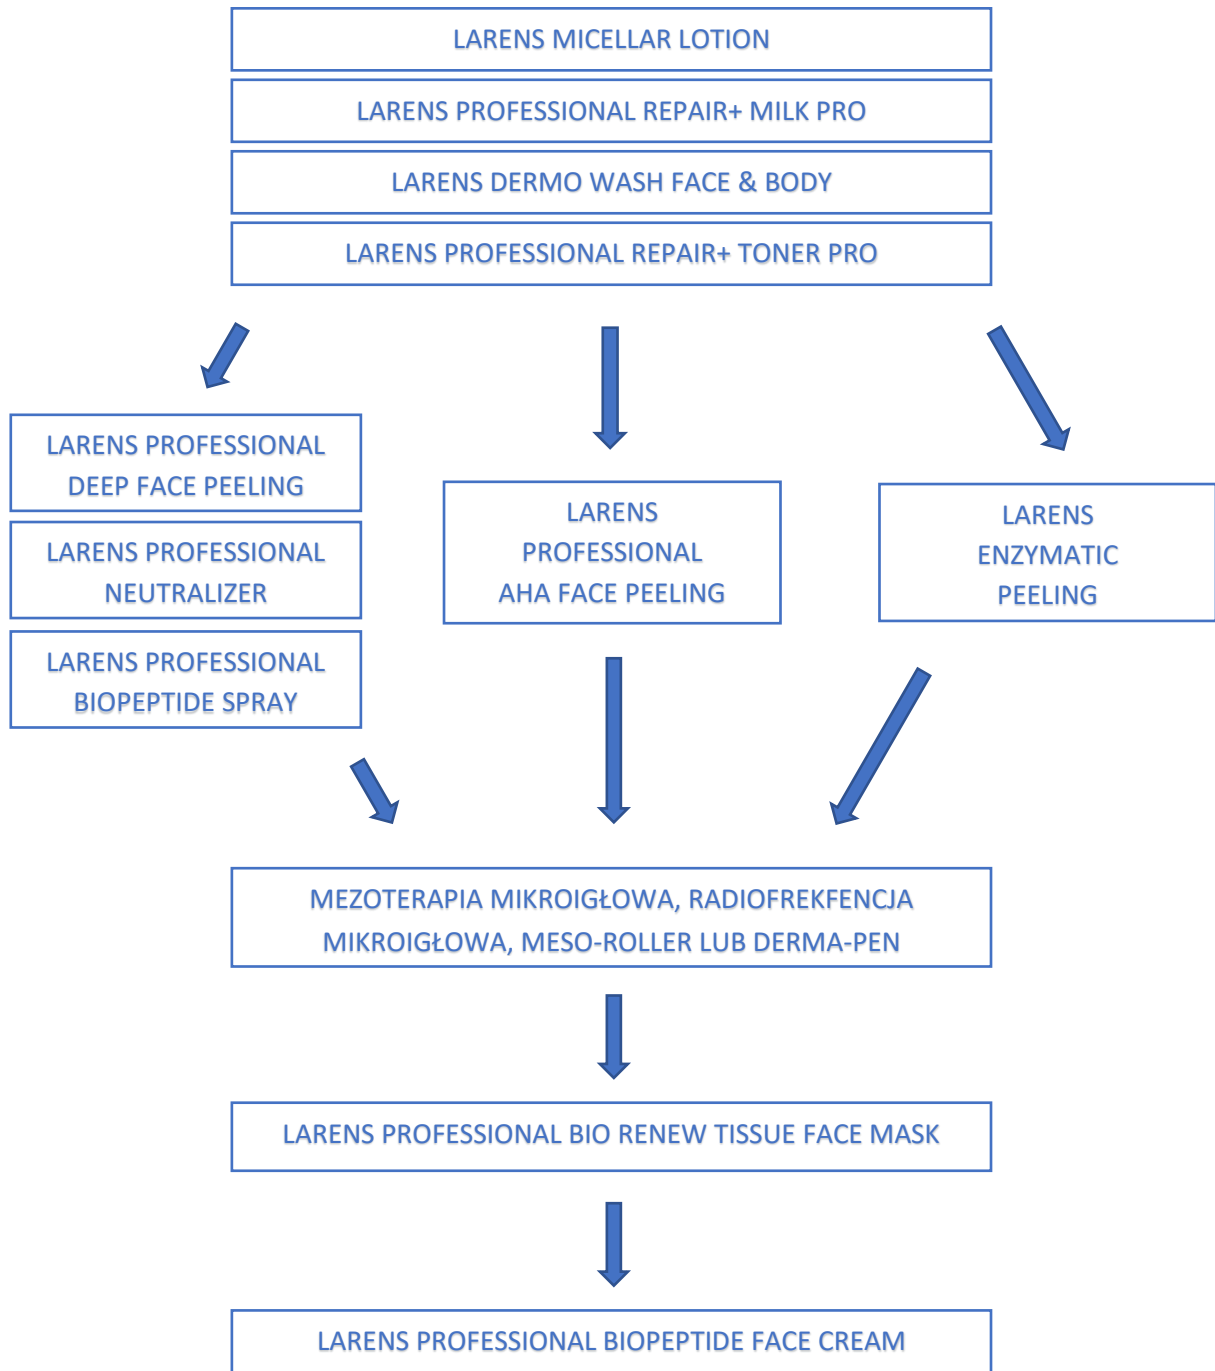 LARENS MICELLAR LOTION
LARENS PROFESSIONAL REPAIR+ MILK PRO
LARENS DERMO WASH FACE & BODY
LARENS PROFESSIONAL REPAIR+ TONER PRO
LARENS PROFESSIONAL
DEEP FACE PEELING
LARENS PROFESSIONAL
NEUTRALIZER
LARENS PROFESSIONAL
BIOPEPTIDE SPRAY
LARENS
PROFESSIONAL
AHA FACE PEELING
LARENS
ENZYMATIC
PEELING
MEZOTERAPIA MIKROIGŁOWA, RADIOFREKFENCJA
MIKROIGŁOWA, MESO-ROLLER LUB DERMA-PEN
LARENS PROFESSIONAL BIO RENEW TISSUE FACE MASK
LARENS PROFESSIONAL BIOPEPTIDE FACE CREAM